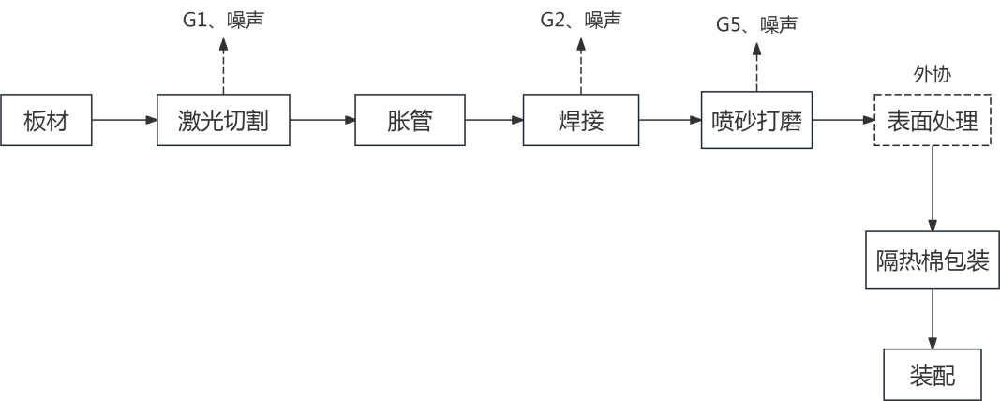 G1、噪声
G2、噪声
G5、噪声
外协
板材
激光切割
胀管
焊接
喷砂打磨
表面处理
隔热棉包装
装配